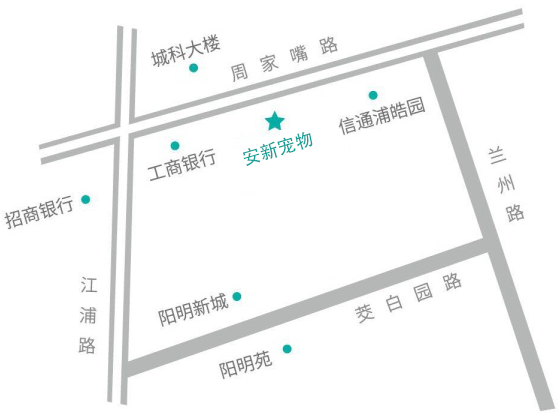 城科大楼
周家嘴路
信通浦皓园
安新宠物
工商银行
兰州路
招商银行
江浦路
阳明新城
茭白园路
阳明苑